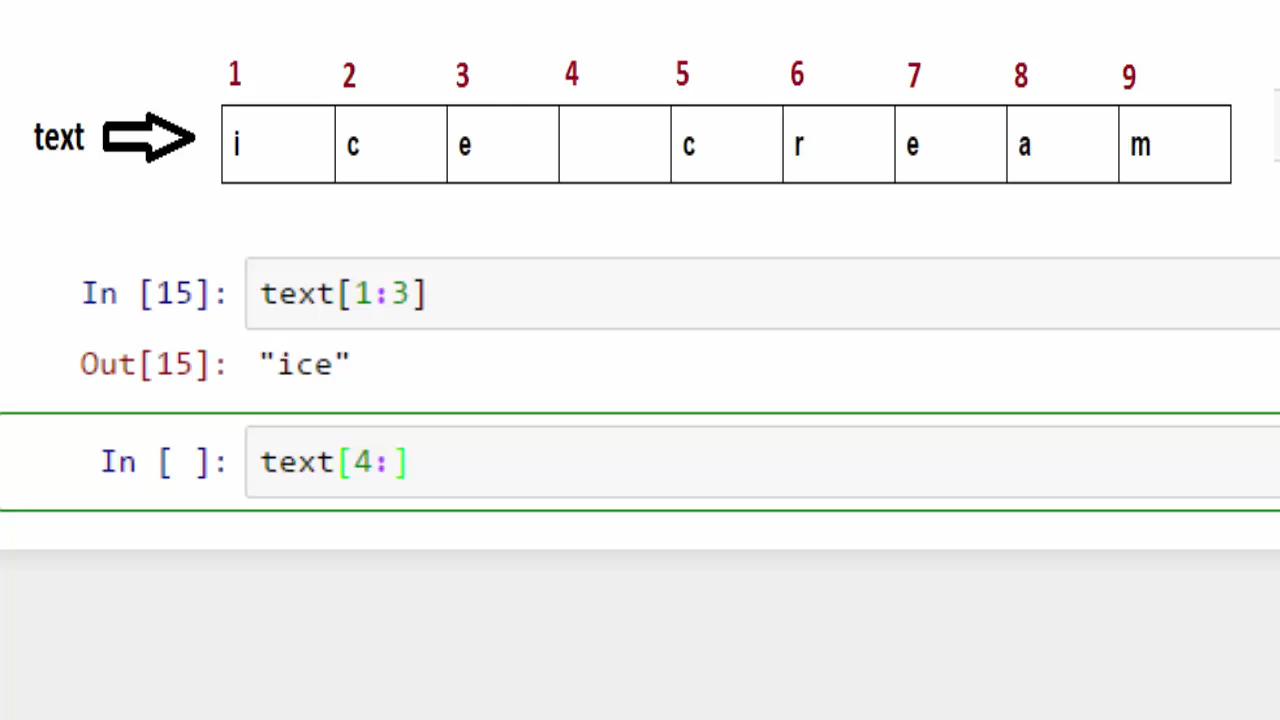 1 2 3 4 5 6 7 8 9
text i c e c r e a m
In [15]: text[1:3]
Out[15]: "ice"
In [ ]: text[4:]